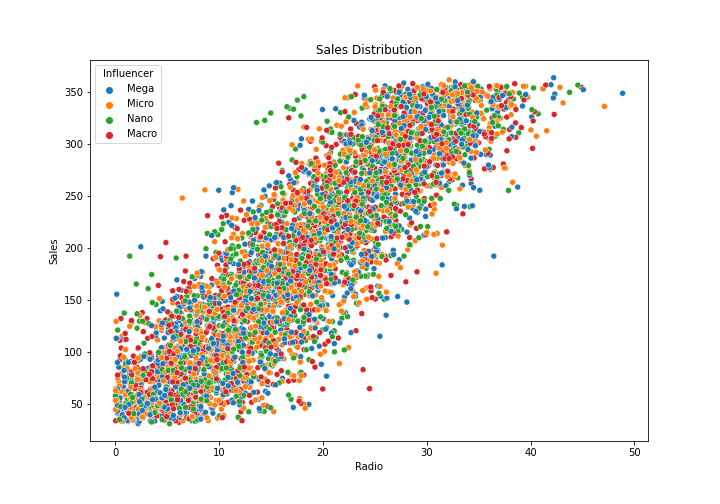 Sales Distribution
Influencer
Mega
Micro
Nano
Macro
350
300
250
200
150
100
50
Sales
0 10 20 30 40 50
Radio